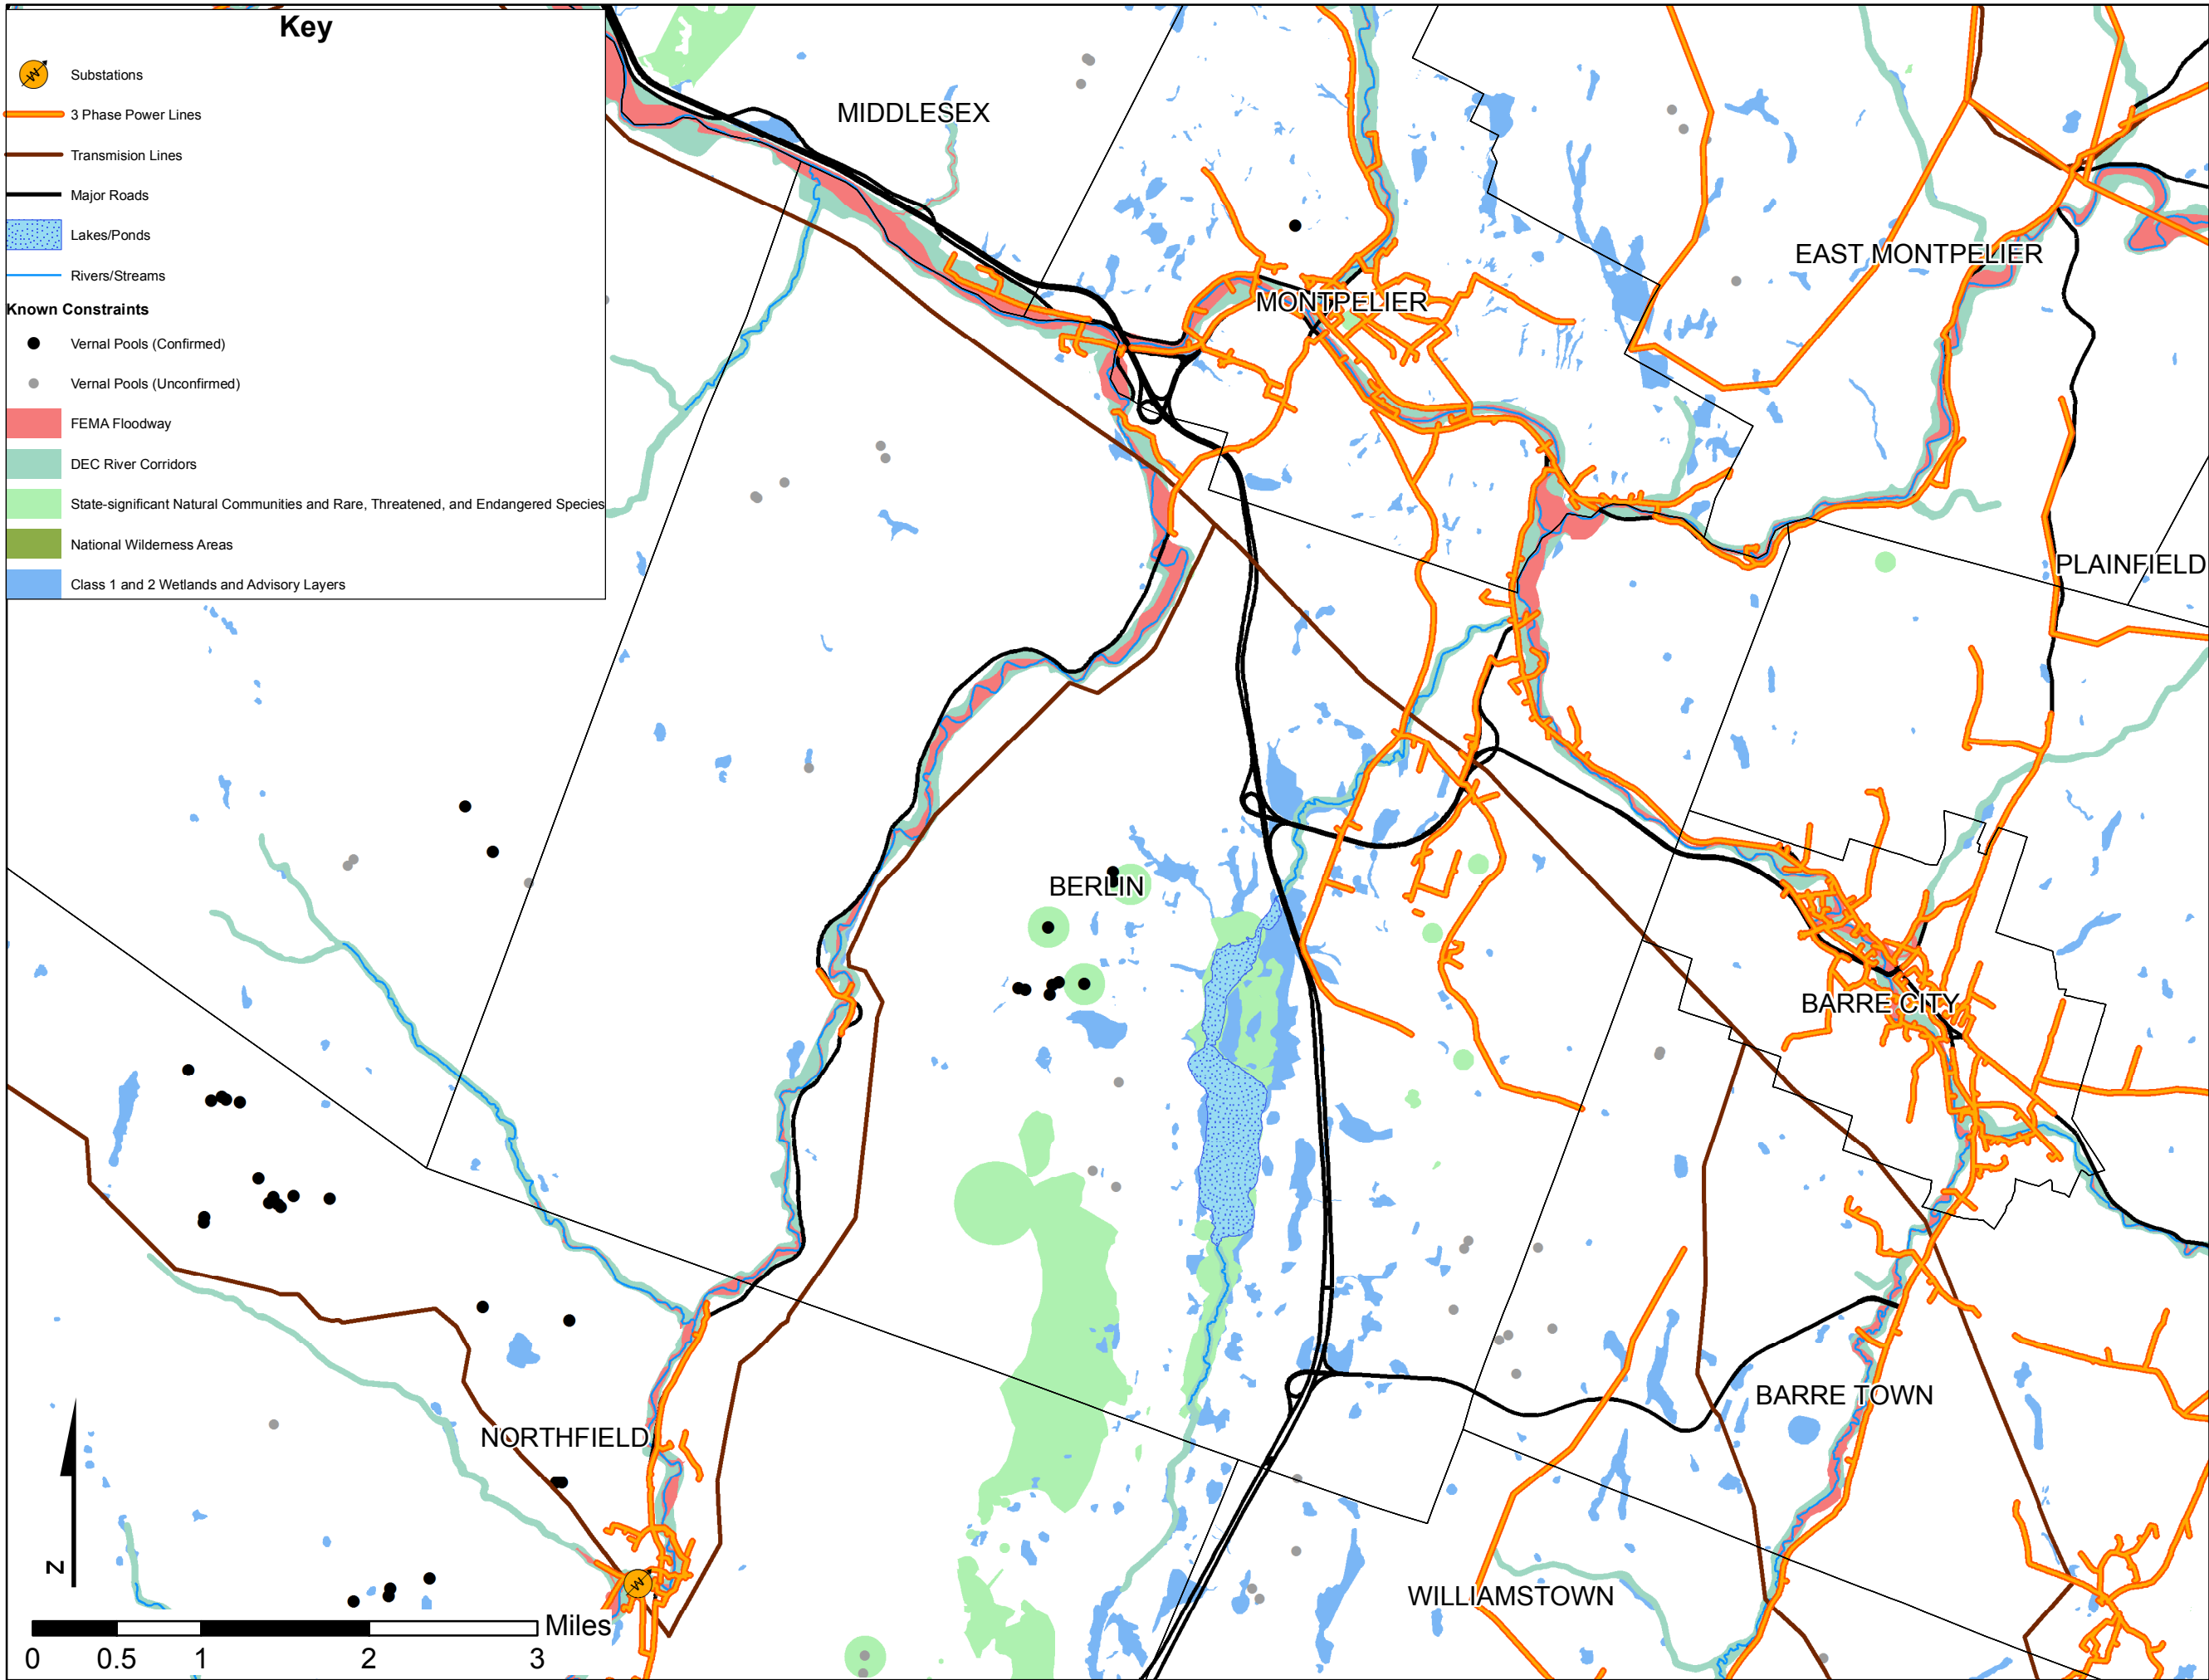 Key
Substations
3 Phase Power Lines
Transmision Lines
Major Roads
Lakes/Ponds
Rivers/Streams
Known Constraints
Vernal Pools (Confirmed)
Vernal Pools (Unconfirmed)
FEMA Floodway
DEC River Corridors
State-significant Natural Communities and Rare, Threatened, and Endangered Species
National Wilderness Areas
Class 1 and 2 Wetlands and Advisory Layers
MIDDLESEX
EAST MONTPELIER
MONTPELIER
PLAINFIELD
BERLIN
BARRE CITY
BARRE TOWN
NORTHFIELD
WILLIAMSTOWN
N
Miles
0 0.5 1 2 3